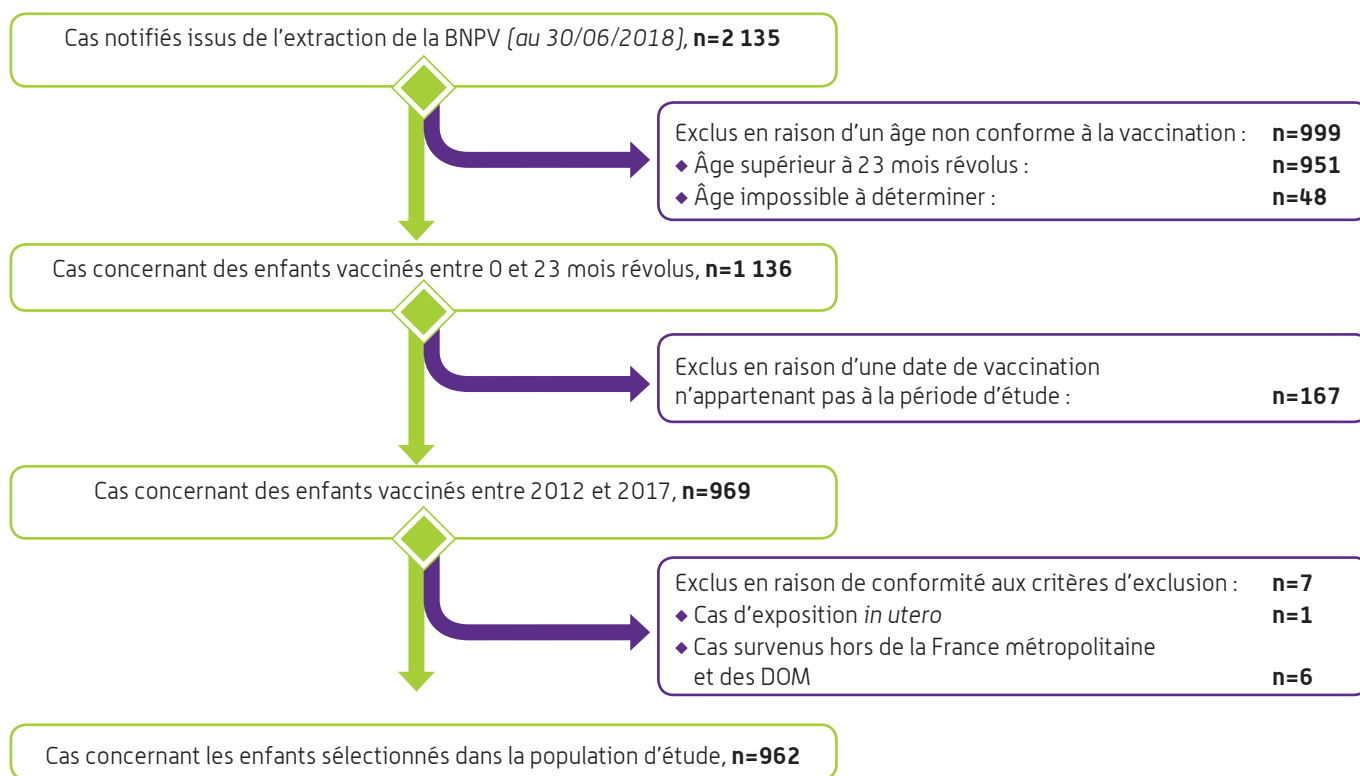 Cas notifiés issus de l'extraction de la BNPV (au 30/06/2018), n=2 135
Exclus en raison d'un âge non conforme à la vaccination : n=999
◆ Âge supérieur à 23 mois révolus : n=951
◆ Âge impossible à déterminer : n=48
Cas concernant des enfants vaccinés entre 0 et 23 mois révolus, n=1 136
Exclus en raison d'une date de vaccination
n'appartenant pas à la période d'étude : n=167
Cas concernant des enfants vaccinés entre 2012 et 2017, n=969
Exclus en raison de conformité aux critères d'exclusion : n=7
◆ Cas d'exposition in utero n=1
◆ Cas survenus hors de la France métropolitaine
et des DOM n=6
Cas concernant les enfants sélectionnés dans la population d'étude, n=962